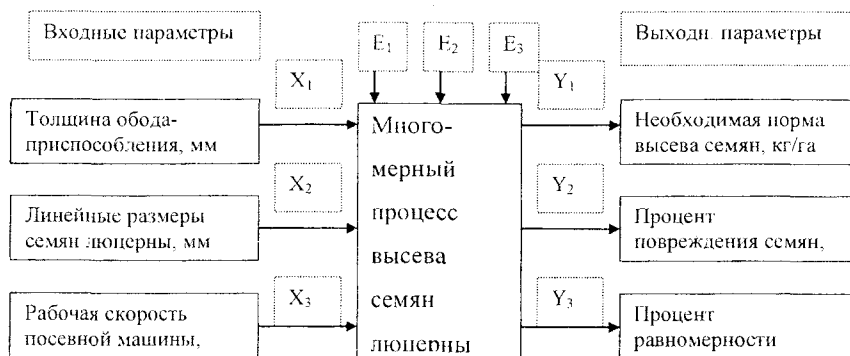 Входные параметры
E1
E2
E3
Выходн. параметры
X1
Y1
Толщина обода-
приспособления, мм
Много-
мерный
процесс
высева
семян
люцерны
Необходимая норма
высева семян, кг/га
X2
Y2
Линейные размеры
семян люцерны, мм
Процент
повреждения семян,
X3
Y3
Рабочая скорость
посевной машины,
Процент
равномерности